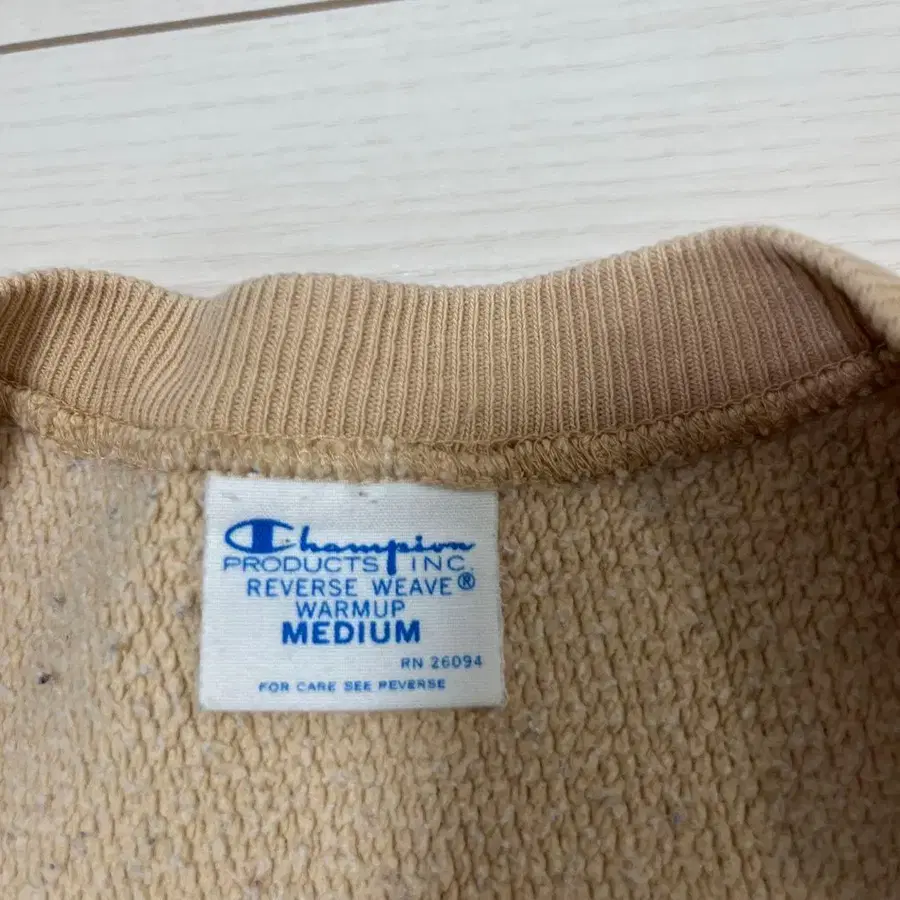 Champion
PRODUCTS INC.
REVERSE WEAVE®
WARMUP
MEDIUM
RN 26094
FOR CARE SEE REVERSE